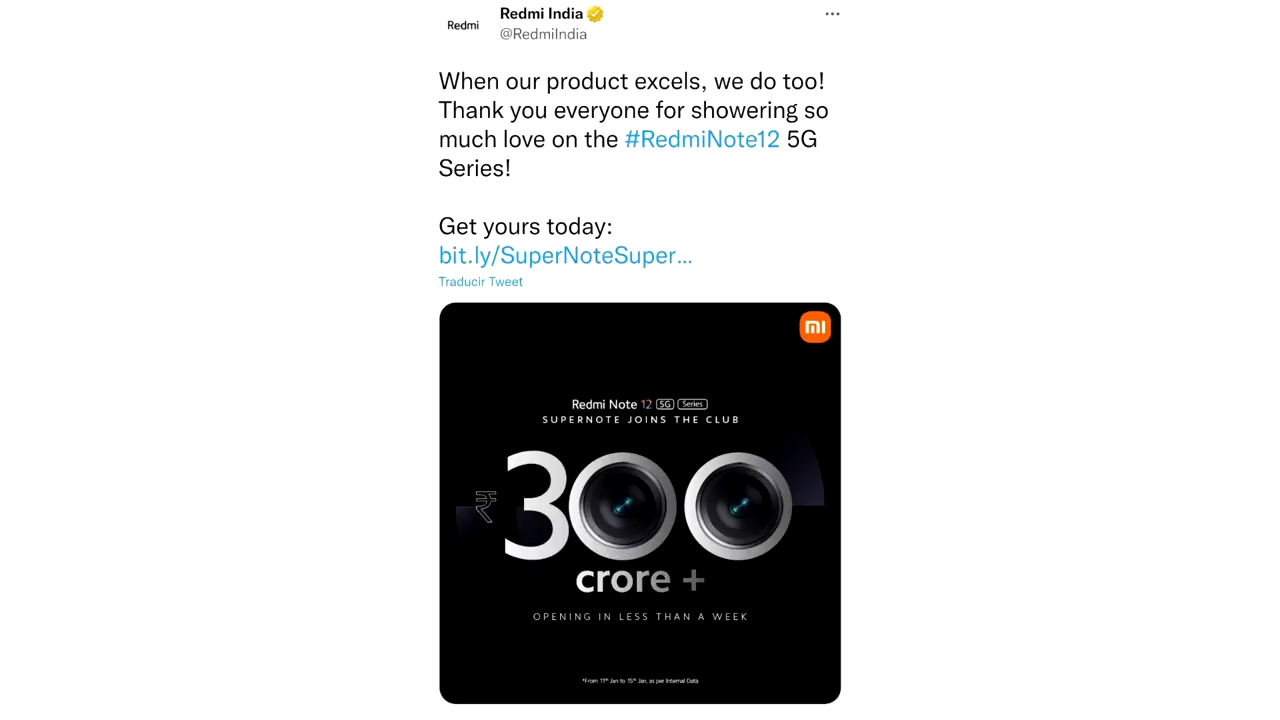 Redmi
Redmi India
@RedmiIndia
When our product excels, we do too!
Thank you everyone for showering so
much love on the #RedmiNote12 5G
Series!
Get yours today:
bit.ly/SuperNoteSuper...
Traducir Tweet
mi
Redmi Note 12 5G Series
SUPERNOTE JOINS THE CLUB
₹300
crore +
OPENING IN LESS THAN A WEEK
*From 11th Jan to 15th Jan, as per Internal Data